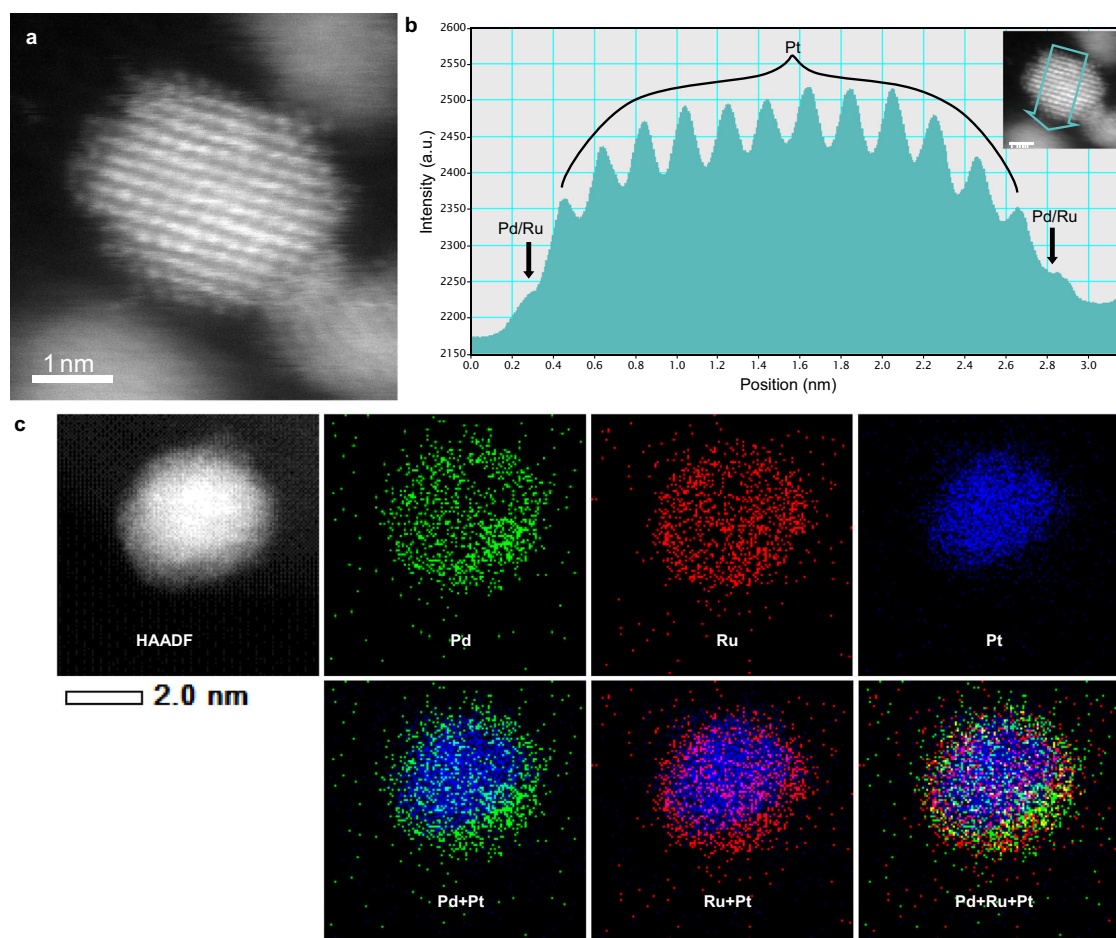 a
1 nm
b
2600
2550
2500
2450
2400
2350
2300
2250
2200
2150
Intensity (a.u.)
0.0 0.2 0.4 0.6 0.8 1.0 1.2 1.4 1.6 1.8 2.0 2.2 2.4 2.6 2.8 3.0
Position (nm)
Pt
Pd/Ru
Pd/Ru
c
HAADF
Pd
Ru
Pt
2.0 nm
Pd+Pt
Ru+Pt
Pd+Ru+Pt